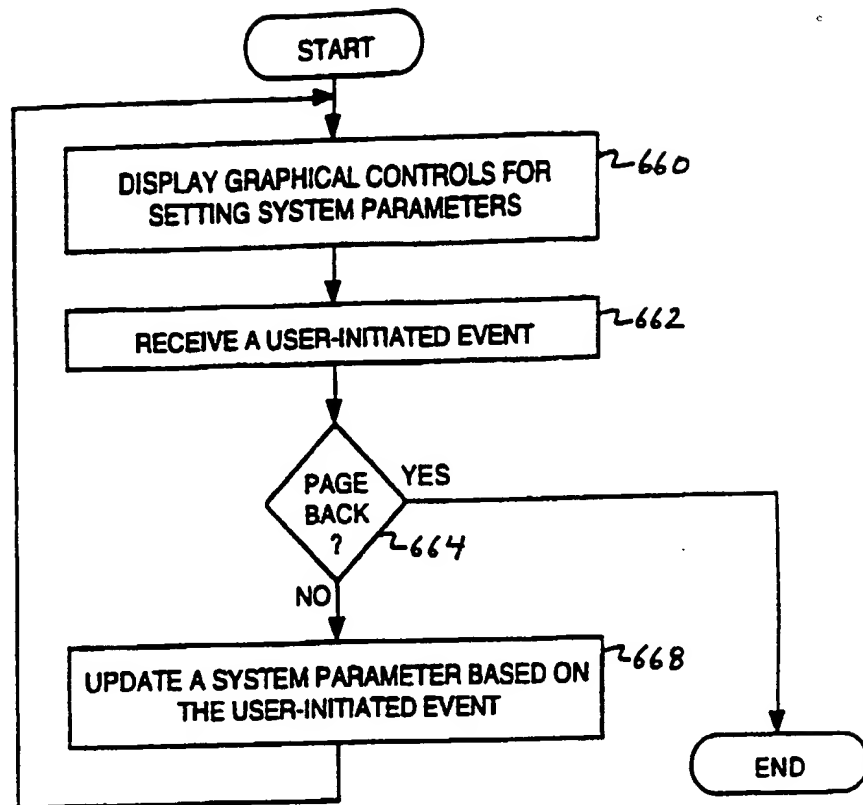 START
DISPLAY GRAPHICAL CONTROLS FOR
SETTING SYSTEM PARAMETERS
660
RECEIVE A USER-INITIATED EVENT
662
PAGE
BACK
?
YES
664
NO
UPDATE A SYSTEM PARAMETER BASED ON
THE USER-INITIATED EVENT
668
END